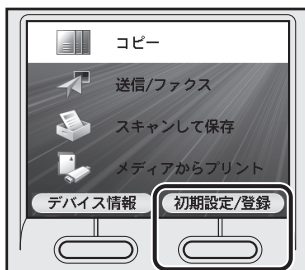 コピー
送信/ファクス
スキャンして保存
メディアからプリント
デバイス情報 初期設定/登録